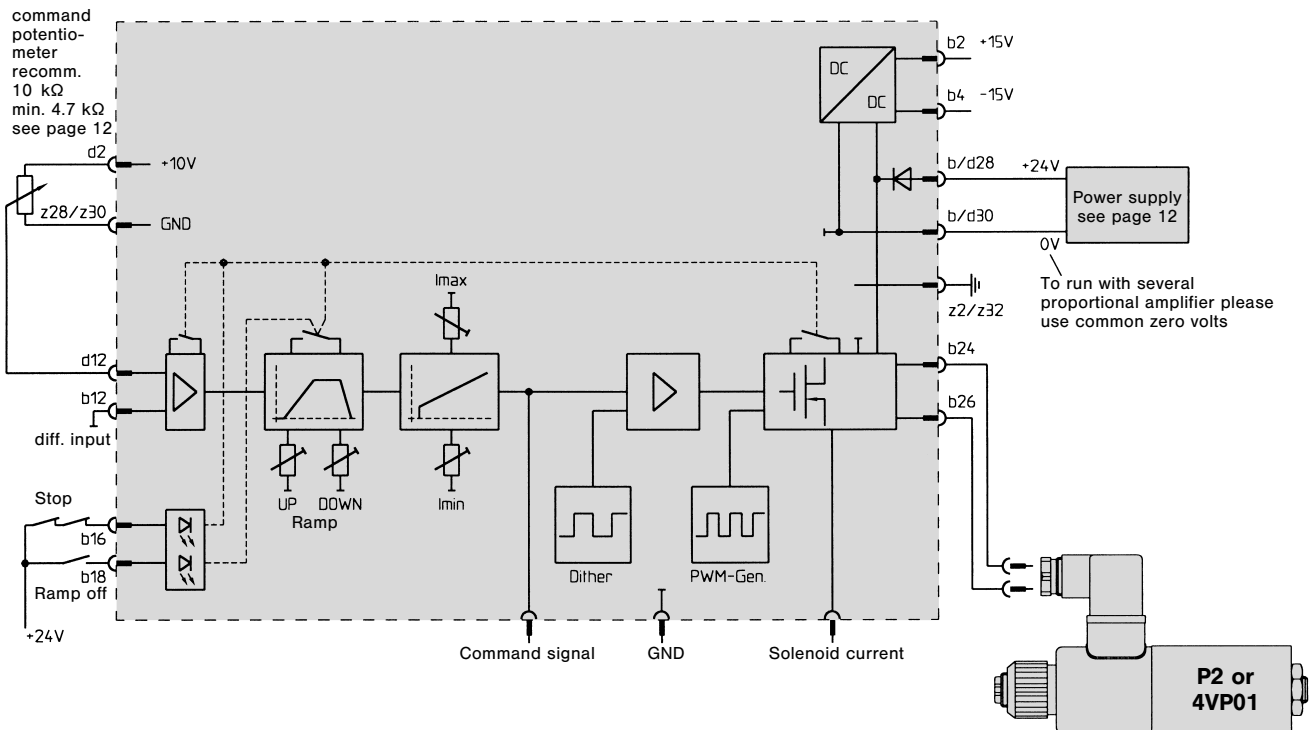 command
potentio-
meter
recomm.
10 kΩ
min. 4.7 kΩ
see page 12
d2
+10V
z28/z30
GND
DC
DC
b2 +15V
b4 -15V
b/d28
+24V
Power supply
see page 12
b/d30
0V
To run with several
proportional amplifier please
use common zero volts
z2/z32
Imax
d12
b12
diff. input
UP DOWN
Ramp
Imin
b24
b26
Stop
b16
b18
Ramp off
+24V
Dither
PWM-Gen.
Command signal
GND
Solenoid current
P2 or
4VP01